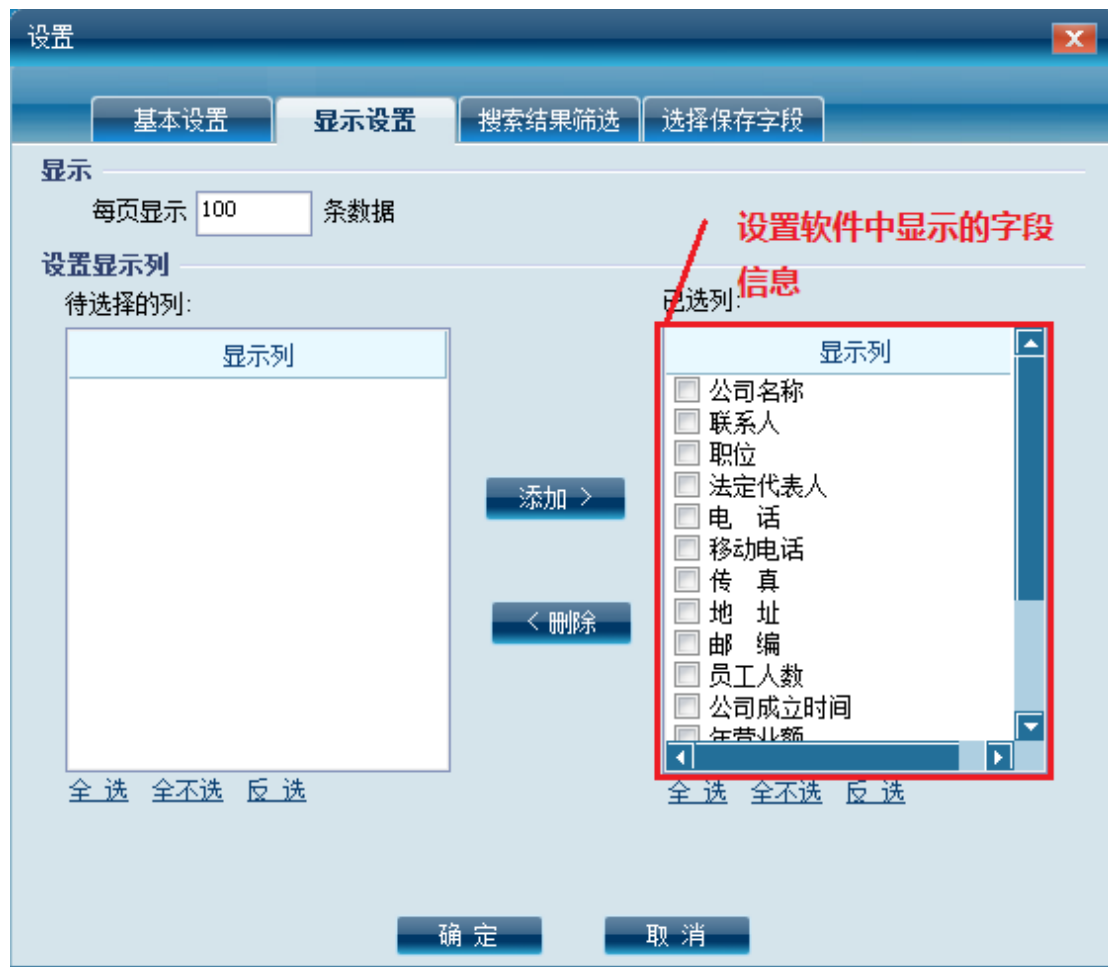 设置
基本设置 显示设置 搜索结果筛选 选择保存字段
显示
每页显示 100 条数据
设置软件中显示的字段
信息
设置显示列
待选择的列:
已选列:
显示列
显示列
公司名称
联系人
职位
法定代表人
电 话
移动电话
传 真
地 址
邮 编
员工人数
公司成立时间
年营业额
添加 >
< 删除
全 选 全不选 反 选
全 选 全不选 反 选
确 定 取 消